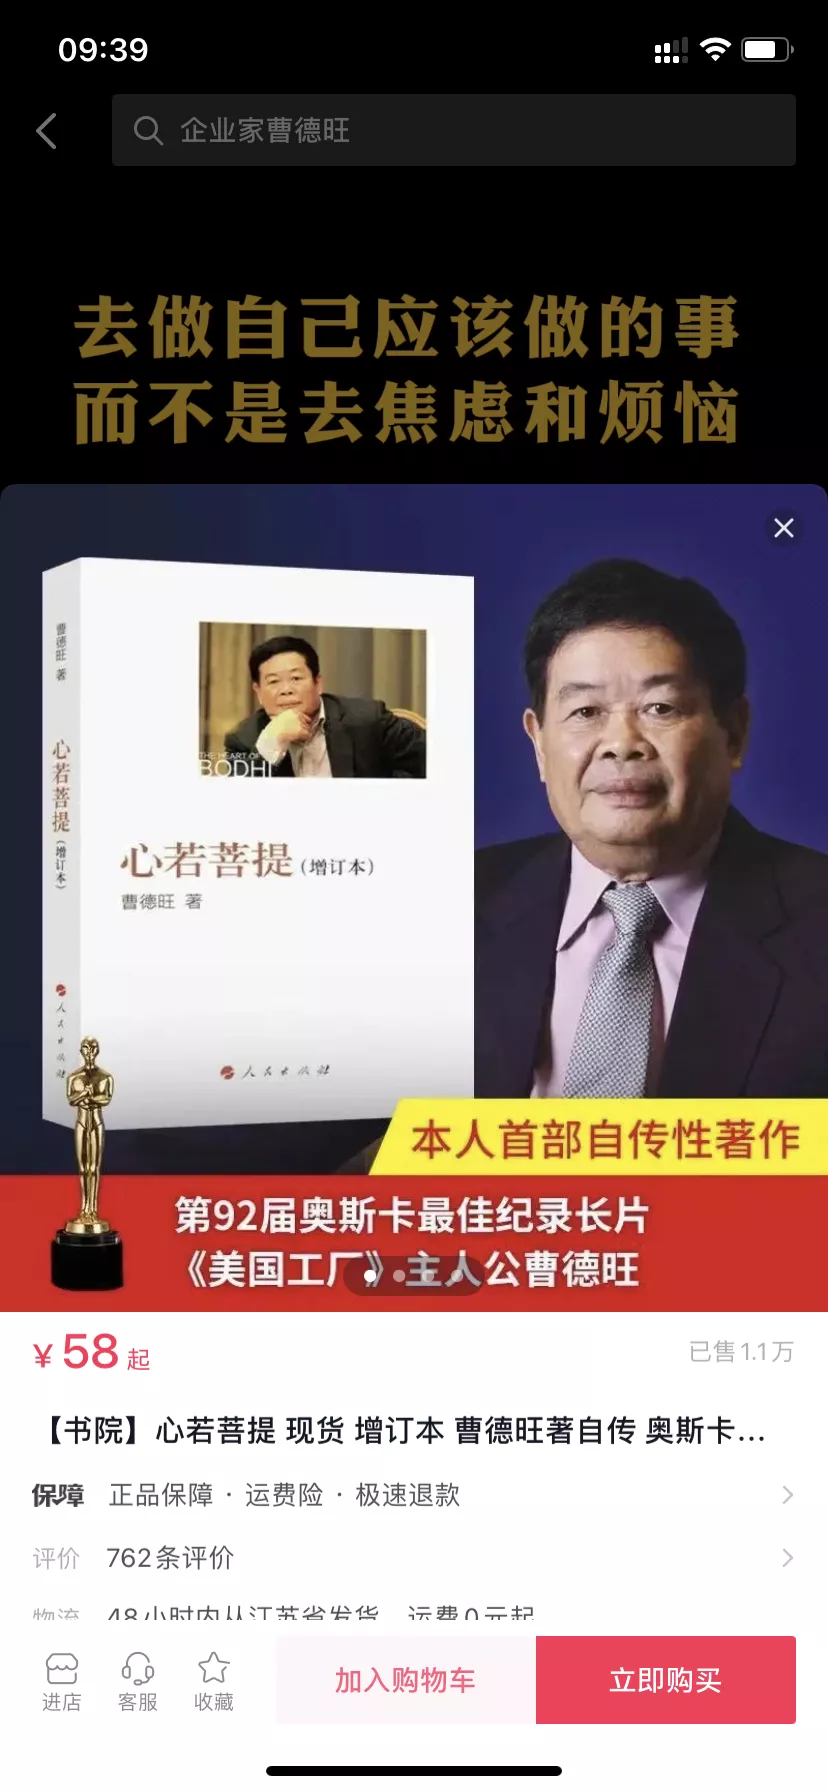 09:39
企业家曹德旺
去做自己应该做的事
而不是去焦虑和烦恼
曹德旺 著
心若菩提(增订本)
人民出版社
THE HEART OF
BODHI
心若菩提(增订本)
曹德旺 著
人民出版社
本人首部自传性著作
第92届奥斯卡最佳纪录长片
《美国工厂》主人公曹德旺
¥58起
已售1.1万
【书院】心若菩提 现货 增订本 曹德旺著自传 奥斯卡...
保障 正品保障 · 运费险 · 极速退款
评价 762条评价
物流 48小时内从江苏省发货 运费0元起
进店
客服
收藏
加入购物车
立即购买